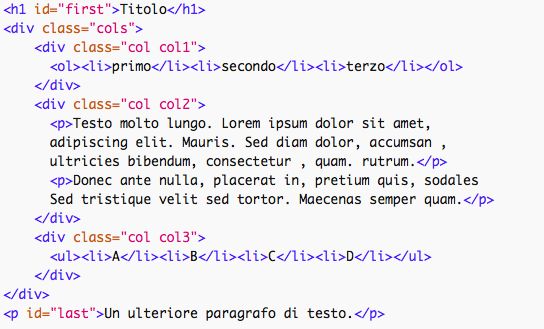 <h1 id="first">Titolo</h1>
<div class="cols">
    <div class="col col1">
      <ol><li>primo</li><li>secondo</li><li>terzo</li></ol>
    </div>
    <div class="col col2">
      <p>Testo molto lungo. Lorem ipsum dolor sit amet,
      adipiscing elit. Mauris. Sed diam dolor, accumsan ,
      ultricies bibendum, consectetur , quam. rutrum.</p>
      <p>Donec ante nulla, placerat in, pretium quis, sodales
      Sed tristique velit sed tortor. Maecenas semper quam.</p>
    </div>
    <div class="col col3">
      <ul><li>A</li><li>B</li><li>C</li><li>D</li></ul>
    </div>
</div>
<p id="last">Un ulteriore paragrafo di testo.</p>